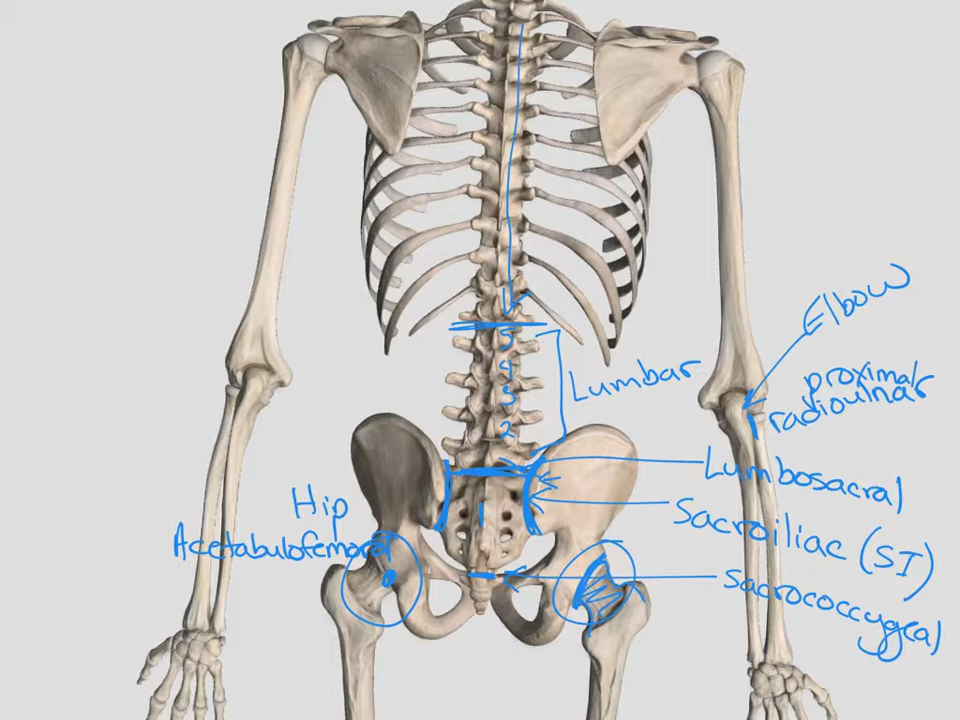 Elbow
proximal
radioulnar
5
4
3
2
1
Lumbar
Lumbosacral
Sacroiliac (SI)
Sacrococcygeal
Hip
Acetabulofemoral